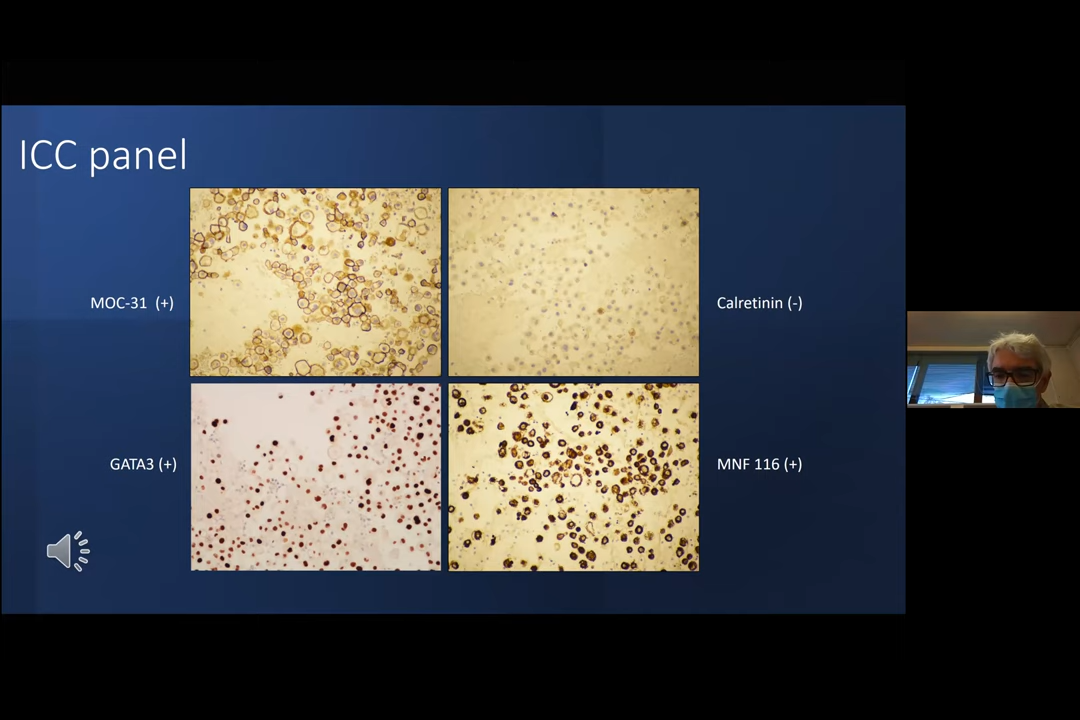 ICC panel
MOC-31 (+)
Calretinin (-)
GATA3 (+)
MNF 116 (+)